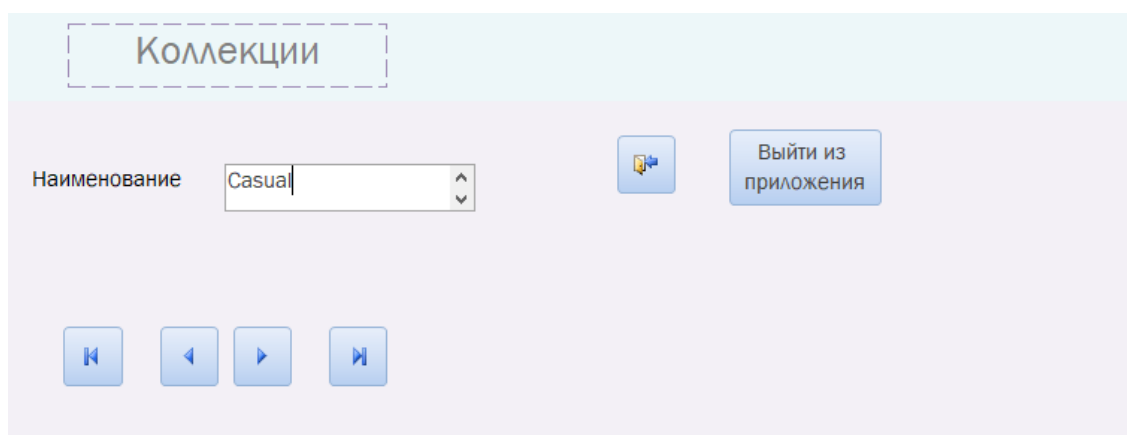 Коллекции
Наименование
Casual
Выйти из
приложения